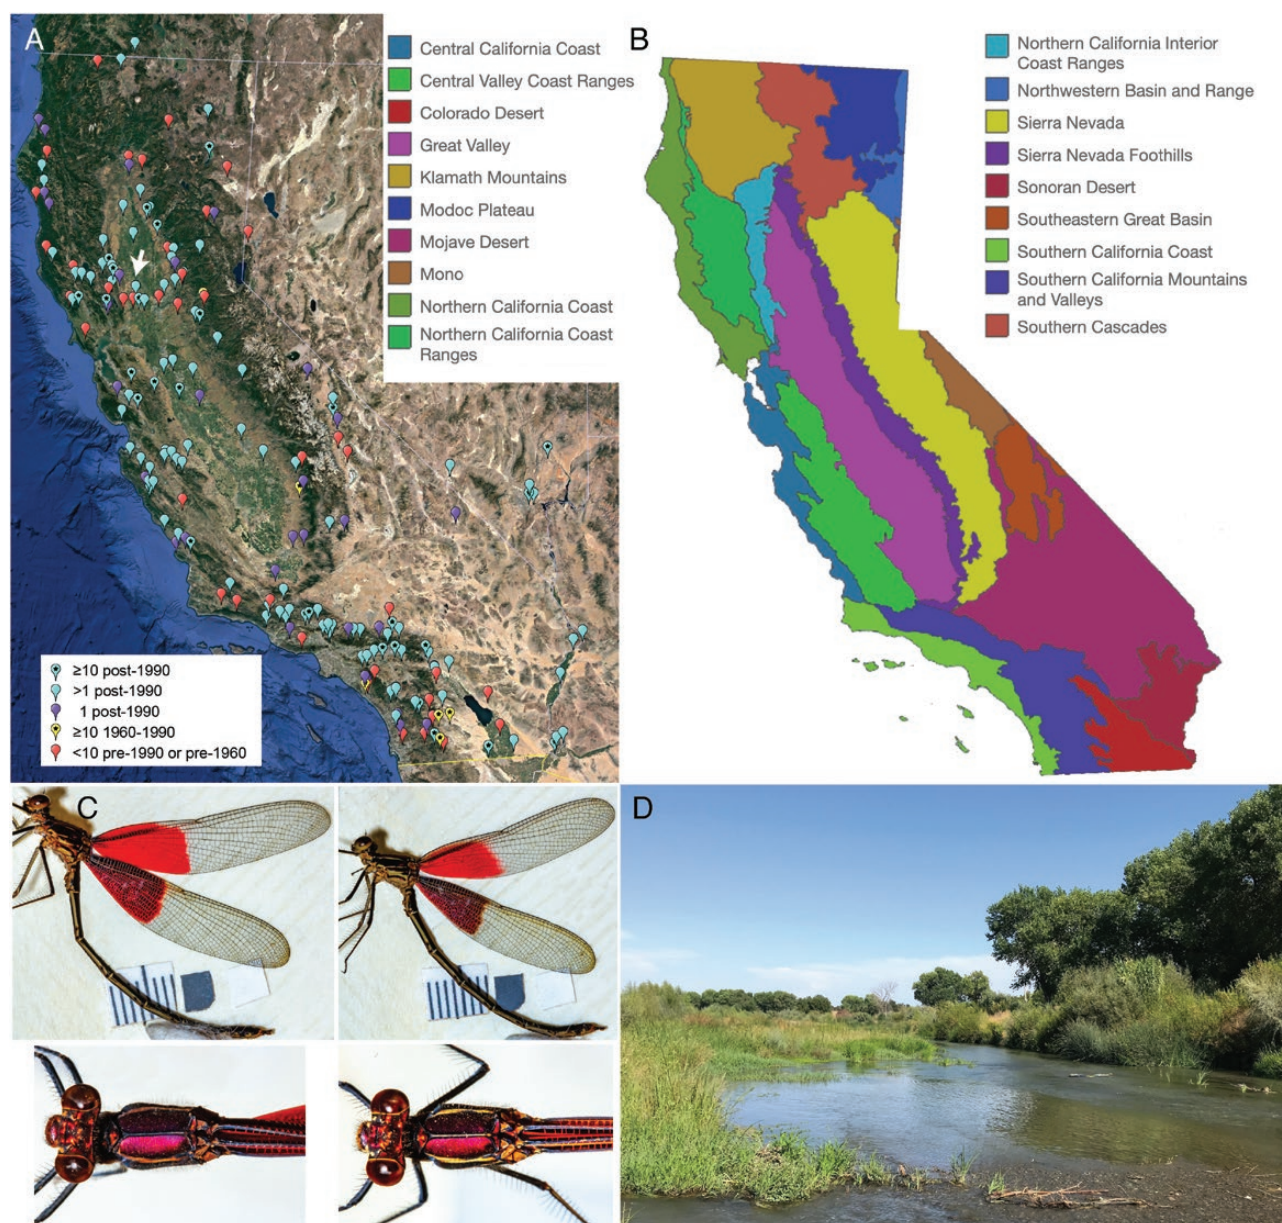 A
Central California Coast
Central Valley Coast Ranges
Colorado Desert
Great Valley
Klamath Mountains
Modoc Plateau
Mojave Desert
Mono
Northern California Coast
Northern California Coast
Ranges
B
Northern California Interior
Coast Ranges
Northwestern Basin and Range
Sierra Nevada
Sierra Nevada Foothills
Sonoran Desert
Southeastern Great Basin
Southern California Coast
Southern California Mountains
and Valleys
Southern Cascades
≥10 post-1990
>1 post-1990
1 post-1990
≥10 1960-1990
<10 pre-1990 or pre-1960
C
D